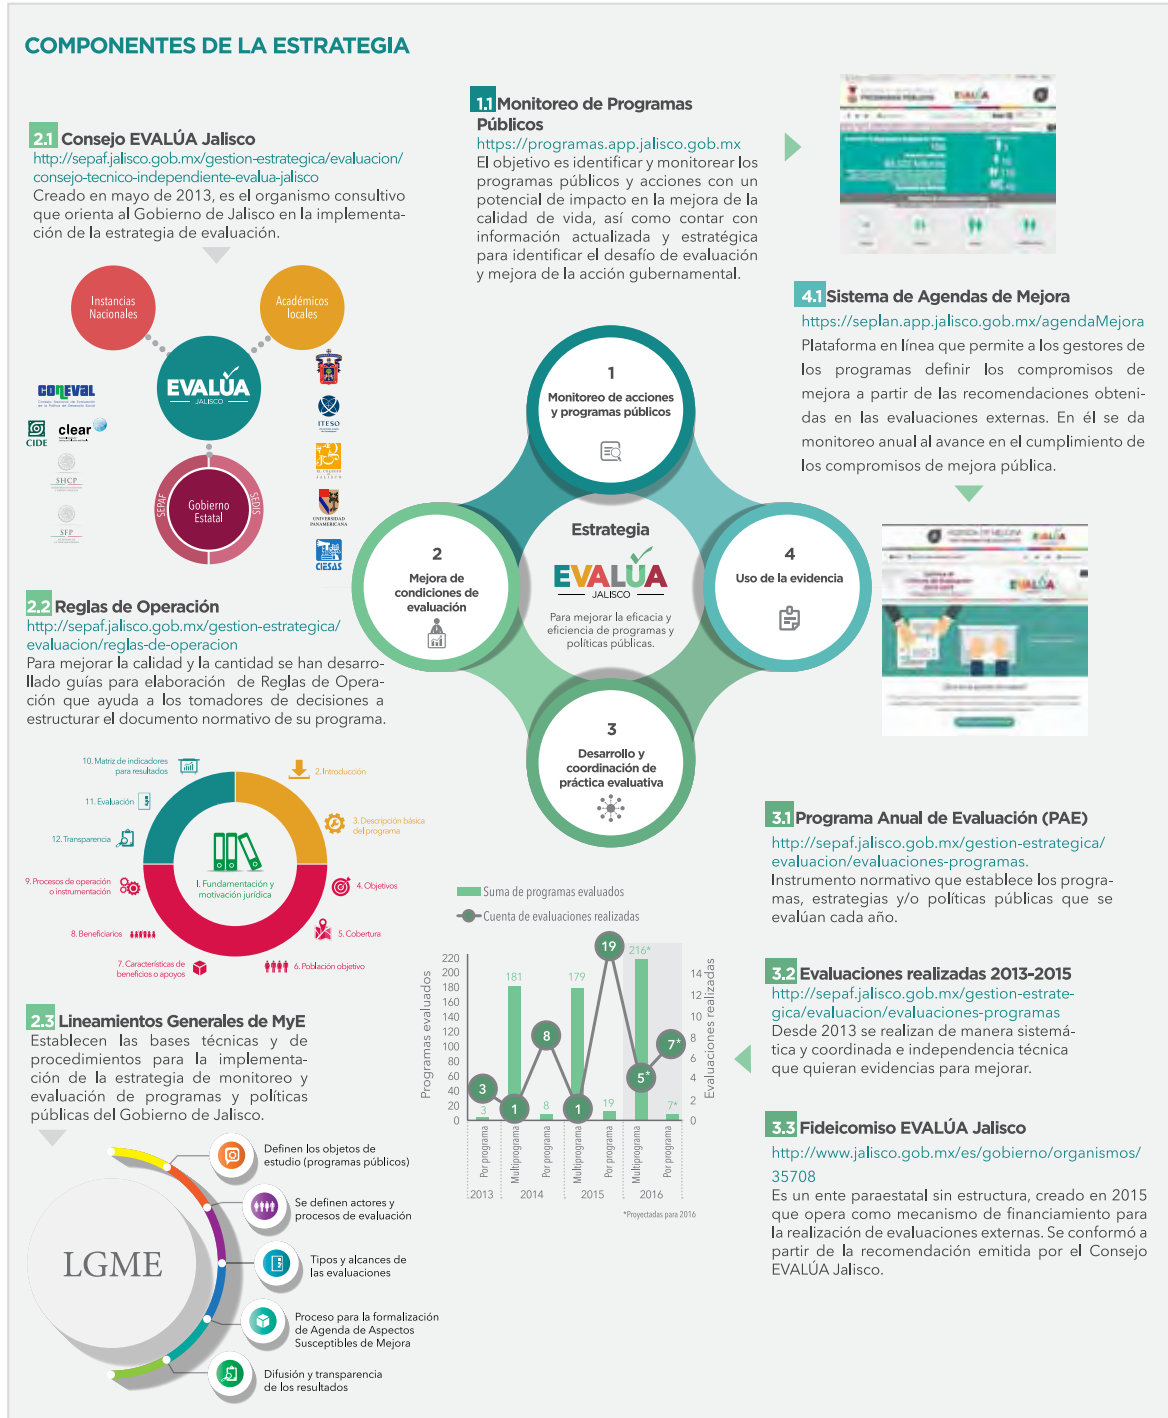 COMPONENTES DE LA ESTRATEGIA
2.1 Consejo EVALÚA Jalisco
http://sepaf.jalisco.gob.mx/gestion-estrategica/evaluacion/
consejo-tecnico-independiente-evalua-jalisco
Creado en mayo de 2013, es el organismo consultivo
que orienta al Gobierno de Jalisco en la implementa-
ción de la estrategia de evaluación.
Instancias
Nacionales
Académicos
locales
EVALÚA
JALISCO
CONEVAL
CIDE
clear
SHCP
SFP
ITESO
EL COLEGIO
JALISCO
UNIVERSIDAD
PANAMERICANA
CIESAS
SEPAF
SEDIS
Gobierno
Estatal
1.1 Monitoreo de Programas
Públicos
https://programas.app.jalisco.gob.mx
El objetivo es identificar y monitorear los
programas públicos y acciones con un
potencial de impacto en la mejora de la
calidad de vida, así como contar con
información actualizada y estratégica
para identificar el desafío de evaluación
y mejora de la acción gubernamental.
EVALÚA
4.1 Sistema de Agendas de Mejora
https://seplan.app.jalisco.gob.mx/agendaMejora
Plataforma en línea que permite a los gestores de
los programas definir los compromisos de
mejora a partir de las recomendaciones obteni-
das en las evaluaciones externas. En él se da
monitoreo anual al avance en el cumplimiento de
los compromisos de mejora pública.
AGENDA DE MEJORA
EVALÚA
1
Monitoreo de acciones
y programas públicos
2
Mejora de
condiciones de
evaluación
Estrategia
EVALÚA
JALISCO
Para mejorar la eficacia y
eficiencia de programas y
políticas públicas.
4
Uso de la evidencia
3
Desarrollo y
coordinación de
práctica evaluativa
2.2 Reglas de Operación
http://sepaf.jalisco.gob.mx/gestion-estrategica/
evaluacion/reglas-de-operacion
Para mejorar la calidad y la cantidad se han desarro-
llado guías para elaboración de Reglas de Opera-
ción que ayuda a los tomadores de decisiones a
estructurar el documento normativo de su programa.
10. Matriz de indicadores
para resultados
2. Introducción
11. Evaluación
3. Descripción básica
del programa
12. Transparencia
I. Fundamentación y
motivación jurídica
9. Procesos de operación
o instrumentación
4. Objetivos
8. Beneficiarios
5. Cobertura
7. Características de
beneficios o apoyos
6. Población objetivo
2.3 Lineamientos Generales de MyE
Establecen las bases técnicas y de
procedimientos para la implementa-
ción de la estrategia de monitoreo y
evaluación de programas y políticas
públicas del Gobierno de Jalisco.
LGME
Definen los objetos de
estudio (programas públicos)
Se definen actores y
procesos de evaluación
Tipos y alcances de
las evaluaciones
Proceso para la formalización
de Agenda de Aspectos
Susceptibles de Mejora
Difusión y transparencia
de los resultados
Suma de programas evaluados
Cuenta de evaluaciones realizadas
Programas evaluados
220
200
180
160
140
120
100
80
60
40
20
0
3
3
181
1
8
8
179
1
19
19
216*
5*
7*
7*
14
12
10
8
6
4
2
0
Evaluaciones realizadas
Por programa
Multiprograma
Por programa
Multiprograma
Por programa
Multiprograma
Por programa
2013
2014
2015
2016
*Proyectadas para 2016
3.1 Programa Anual de Evaluación (PAE)
http://sepaf.jalisco.gob.mx/gestion-estrategica/
evaluacion/evaluaciones-programas.
Instrumento normativo que establece los progra-
mas, estrategias y/o políticas públicas que se
evalúan cada año.
3.2 Evaluaciones realizadas 2013-2015
http://sepaf.jalisco.gob.mx/gestion-estrate-
gica/evaluacion/evaluaciones-programas
Desde 2013 se realizan de manera sistemá-
tica y coordinada e independencia técnica
que quieran evidencias para mejorar.
3.3 Fideicomiso EVALÚA Jalisco
http://www.jalisco.gob.mx/es/gobierno/organismos/
35708
Es un ente paraestatal sin estructura, creado en 2015
que opera como mecanismo de financiamiento para
la realización de evaluaciones externas. Se conformó a
partir de la recomendación emitida por el Consejo
EVALÚA Jalisco.